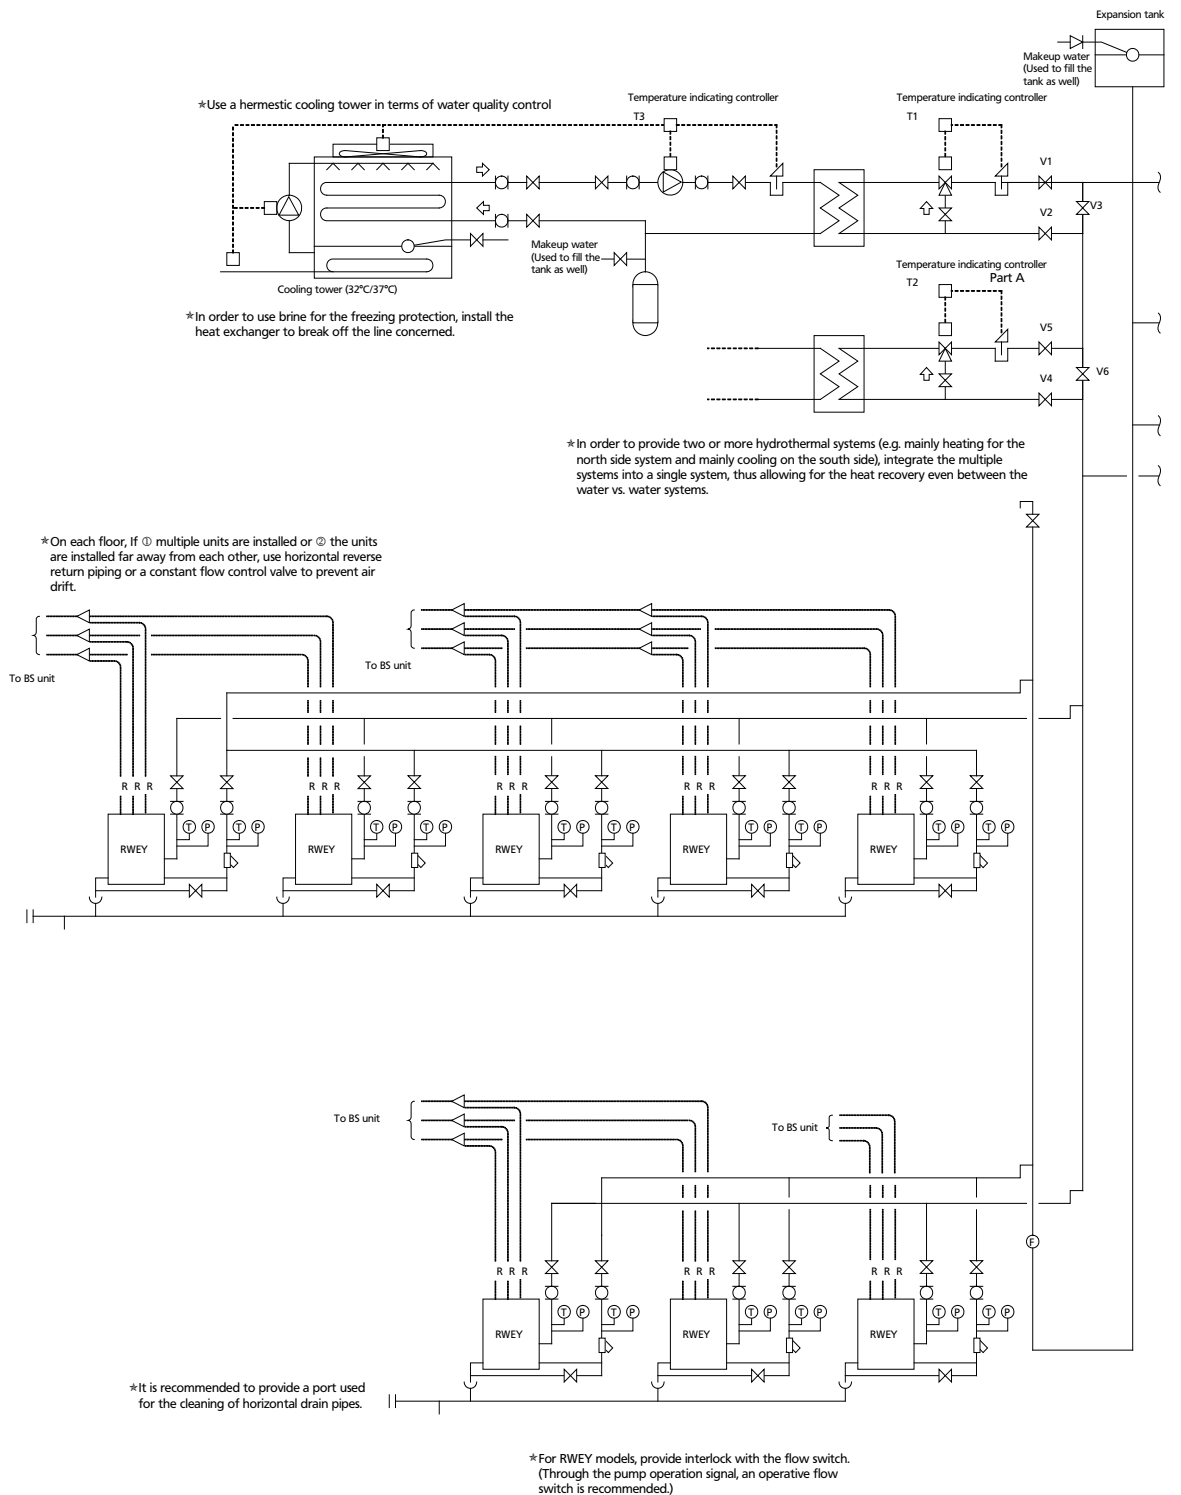 Expansion tank
Makeup water
(Used to fill the
tank as well)
✶Use a hermestic cooling tower in terms of water quality control
Temperature indicating controller
T3
Temperature indicating controller
T1
V1
V3
V2
Makeup water
(Used to fill the
tank as well)
Cooling tower (32°C/37°C)
Temperature indicating controller
T2
Part A
✶In order to use brine for the freezing protection, install the
heat exchanger to break off the line concerned.
V5
V6
V4
✶In order to provide two or more hydrothermal systems (e.g. mainly heating for the
north side system and mainly cooling on the south side), integrate the multiple
systems into a single system, thus allowing for the heat recovery even between the
water vs. water systems.
✶On each floor, If ① multiple units are installed or ② the units
are installed far away from each other, use horizontal reverse
return piping or a constant flow control valve to prevent air
drift.
To BS unit
To BS unit
R R R R R R R R R R R R R R R
T P T P T P T P T P T P T P T P T P T P
RWEY RWEY RWEY RWEY RWEY
To BS unit
To BS unit
F
R R R R R R R R R
T P T P T P T P T P T P
RWEY RWEY RWEY
✶It is recommended to provide a port used
for the cleaning of horizontal drain pipes.
✶For RWEY models, provide interlock with the flow switch.
(Through the pump operation signal, an operative flow
switch is recommended.)